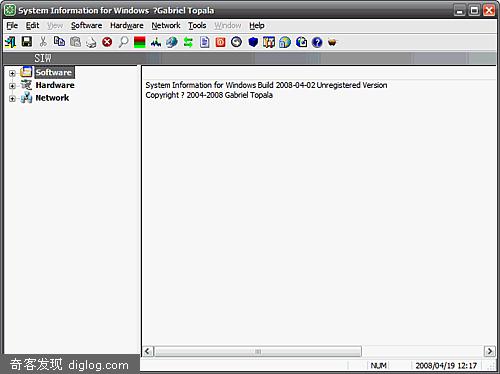 System Information for Windows ?Gabriel Topala
File Edit View Software Hardware Network Tools Window Help
SIW
Software
Hardware
Network
System Information for Windows Build 2008-04-02 Unregistered Version
Copyright ? 2004-2008 Gabriel Topala
NUM 2008/04/19 12:17
奇客发现 diglog.com